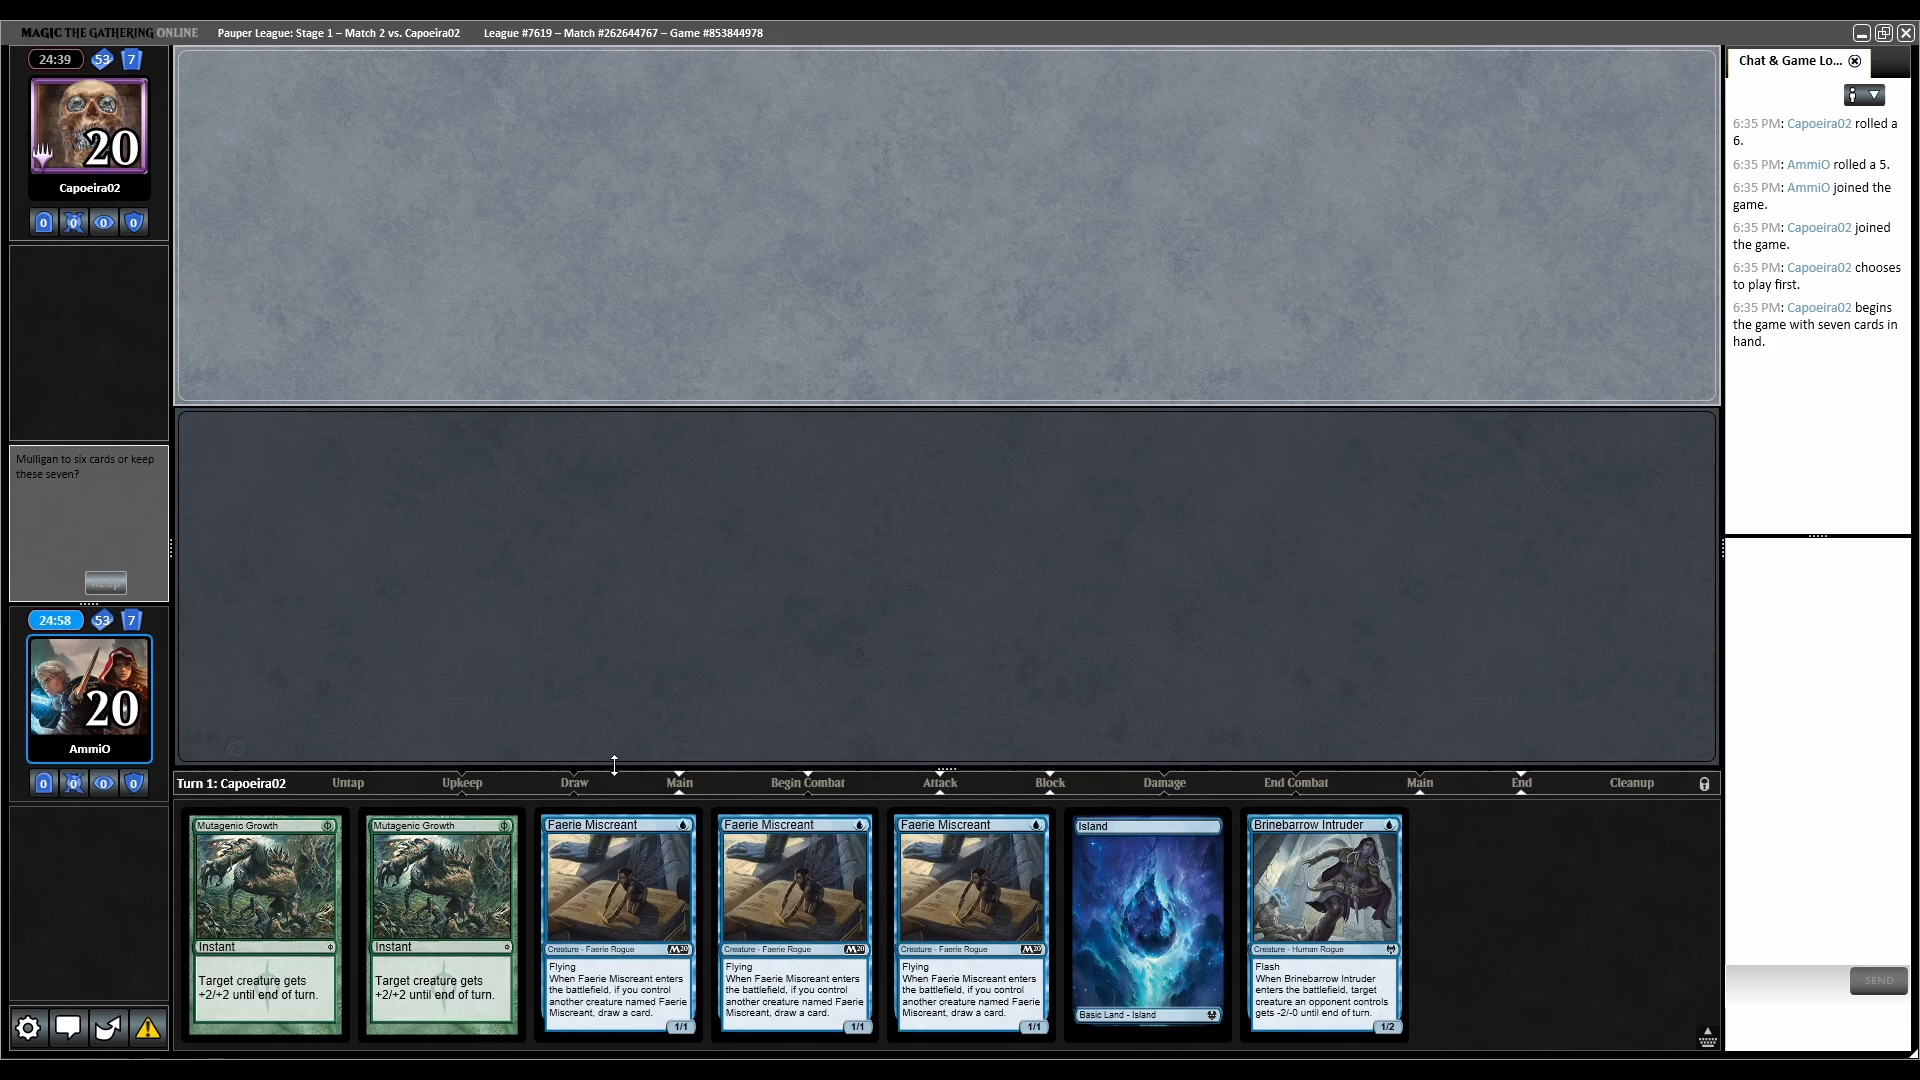 MAGIC THE GATHERING ONLINE
Pauper League: Stage 1 – Match 2 vs. Capoeira02
League #7619 – Match #262644767 – Game #853844978
24:39
53
7
20
Capoeira02
0
0
0
0
Mulligan to six cards or keep
these seven?
Keep
24:58
53
7
20
AmmiO
0
0
0
0
Chat & Game Lo...
6:35 PM: Capoeira02 rolled a
6.
6:35 PM: AmmiO rolled a 5.
6:35 PM: AmmiO joined the
game.
6:35 PM: Capoeira02 joined
the game.
6:35 PM: Capoeira02 chooses
to play first.
6:35 PM: Capoeira02 begins
the game with seven cards in
hand.
SEND
Turn 1: Capoeira02
Untap
Upkeep
Draw
Main
Begin Combat
Attack
Block
Damage
End Combat
Main
End
Cleanup
Mutagenic Growth
Instant
Target creature gets
+2/+2 until end of turn.
Mutagenic Growth
Instant
Target creature gets
+2/+2 until end of turn.
Faerie Miscreant
Creature - Faerie Rogue
M20
Flying
When Faerie Miscreant enters
the battlefield, if you control
another creature named Faerie
Miscreant, draw a card.
1/1
Faerie Miscreant
Creature - Faerie Rogue
M20
Flying
When Faerie Miscreant enters
the battlefield, if you control
another creature named Faerie
Miscreant, draw a card.
1/1
Faerie Miscreant
Creature - Faerie Rogue
M20
Flying
When Faerie Miscreant enters
the battlefield, if you control
another creature named Faerie
Miscreant, draw a card.
1/1
Island
Basic Land - Island
Brinebarrow Intruder
Creature - Human Rogue
Flash
When Brinebarrow Intruder
enters the battlefield, target
creature an opponent controls
gets -2/-0 until end of turn.
1/2